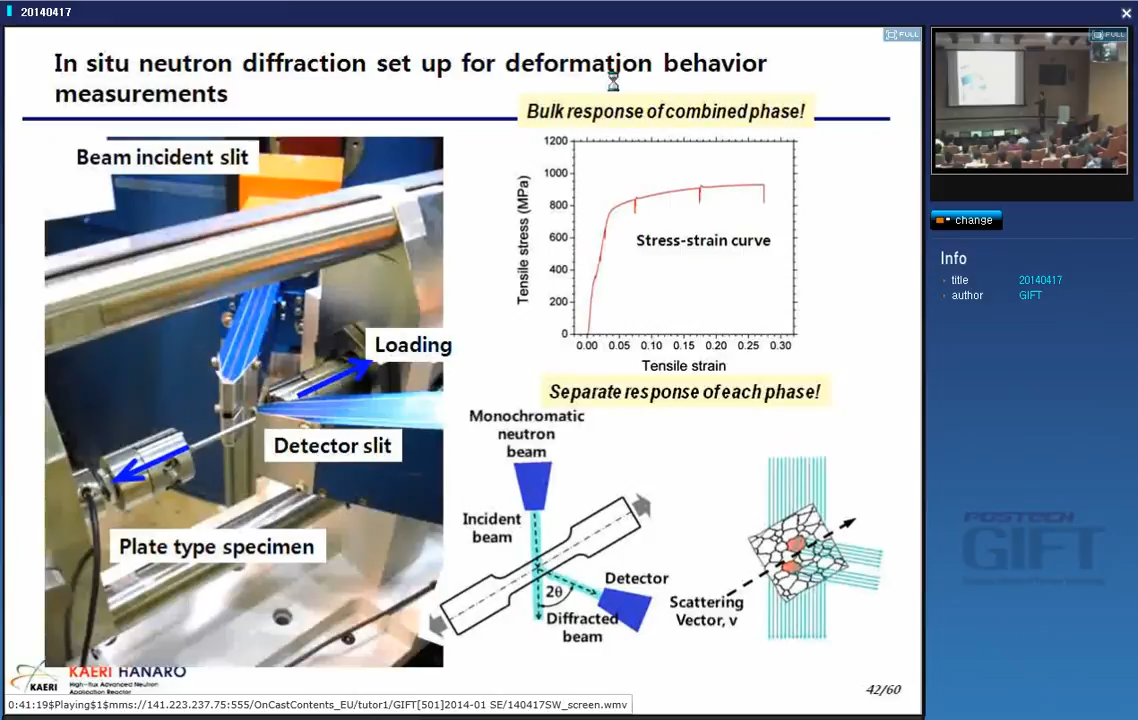 20140417
FULL
In situ neutron diffraction set up for deformation behavior
measurements
Bulk response of combined phase!
Beam incident slit
Loading
Detector slit
Plate type specimen
1200
1000
800
600
400
200
0
Tensile stress (MPa)
Stress-strain curve
0.00 0.05 0.10 0.15 0.20 0.25 0.30
Tensile strain
Separate response of each phase!
Monochromatic
neutron
beam
Incident
beam
2θ
Detector
Diffracted
beam
Scattering
Vector, v
KAERI
KAERI HANARO
High-flux Advanced Neutron
Application Reactor
42/60
0:41:19$Playing$1$mms://141.223.237.75:555/OnCastContents_EU/tutor1/GIFT[501]2014-01 SE/140417SW_screen.wmv
FULL
change
Info
title 20140417
author GIFT
POSTECH
GIFT